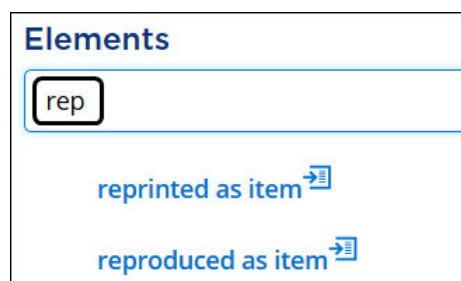 Elements
rep
reprinted as item
reproduced as item